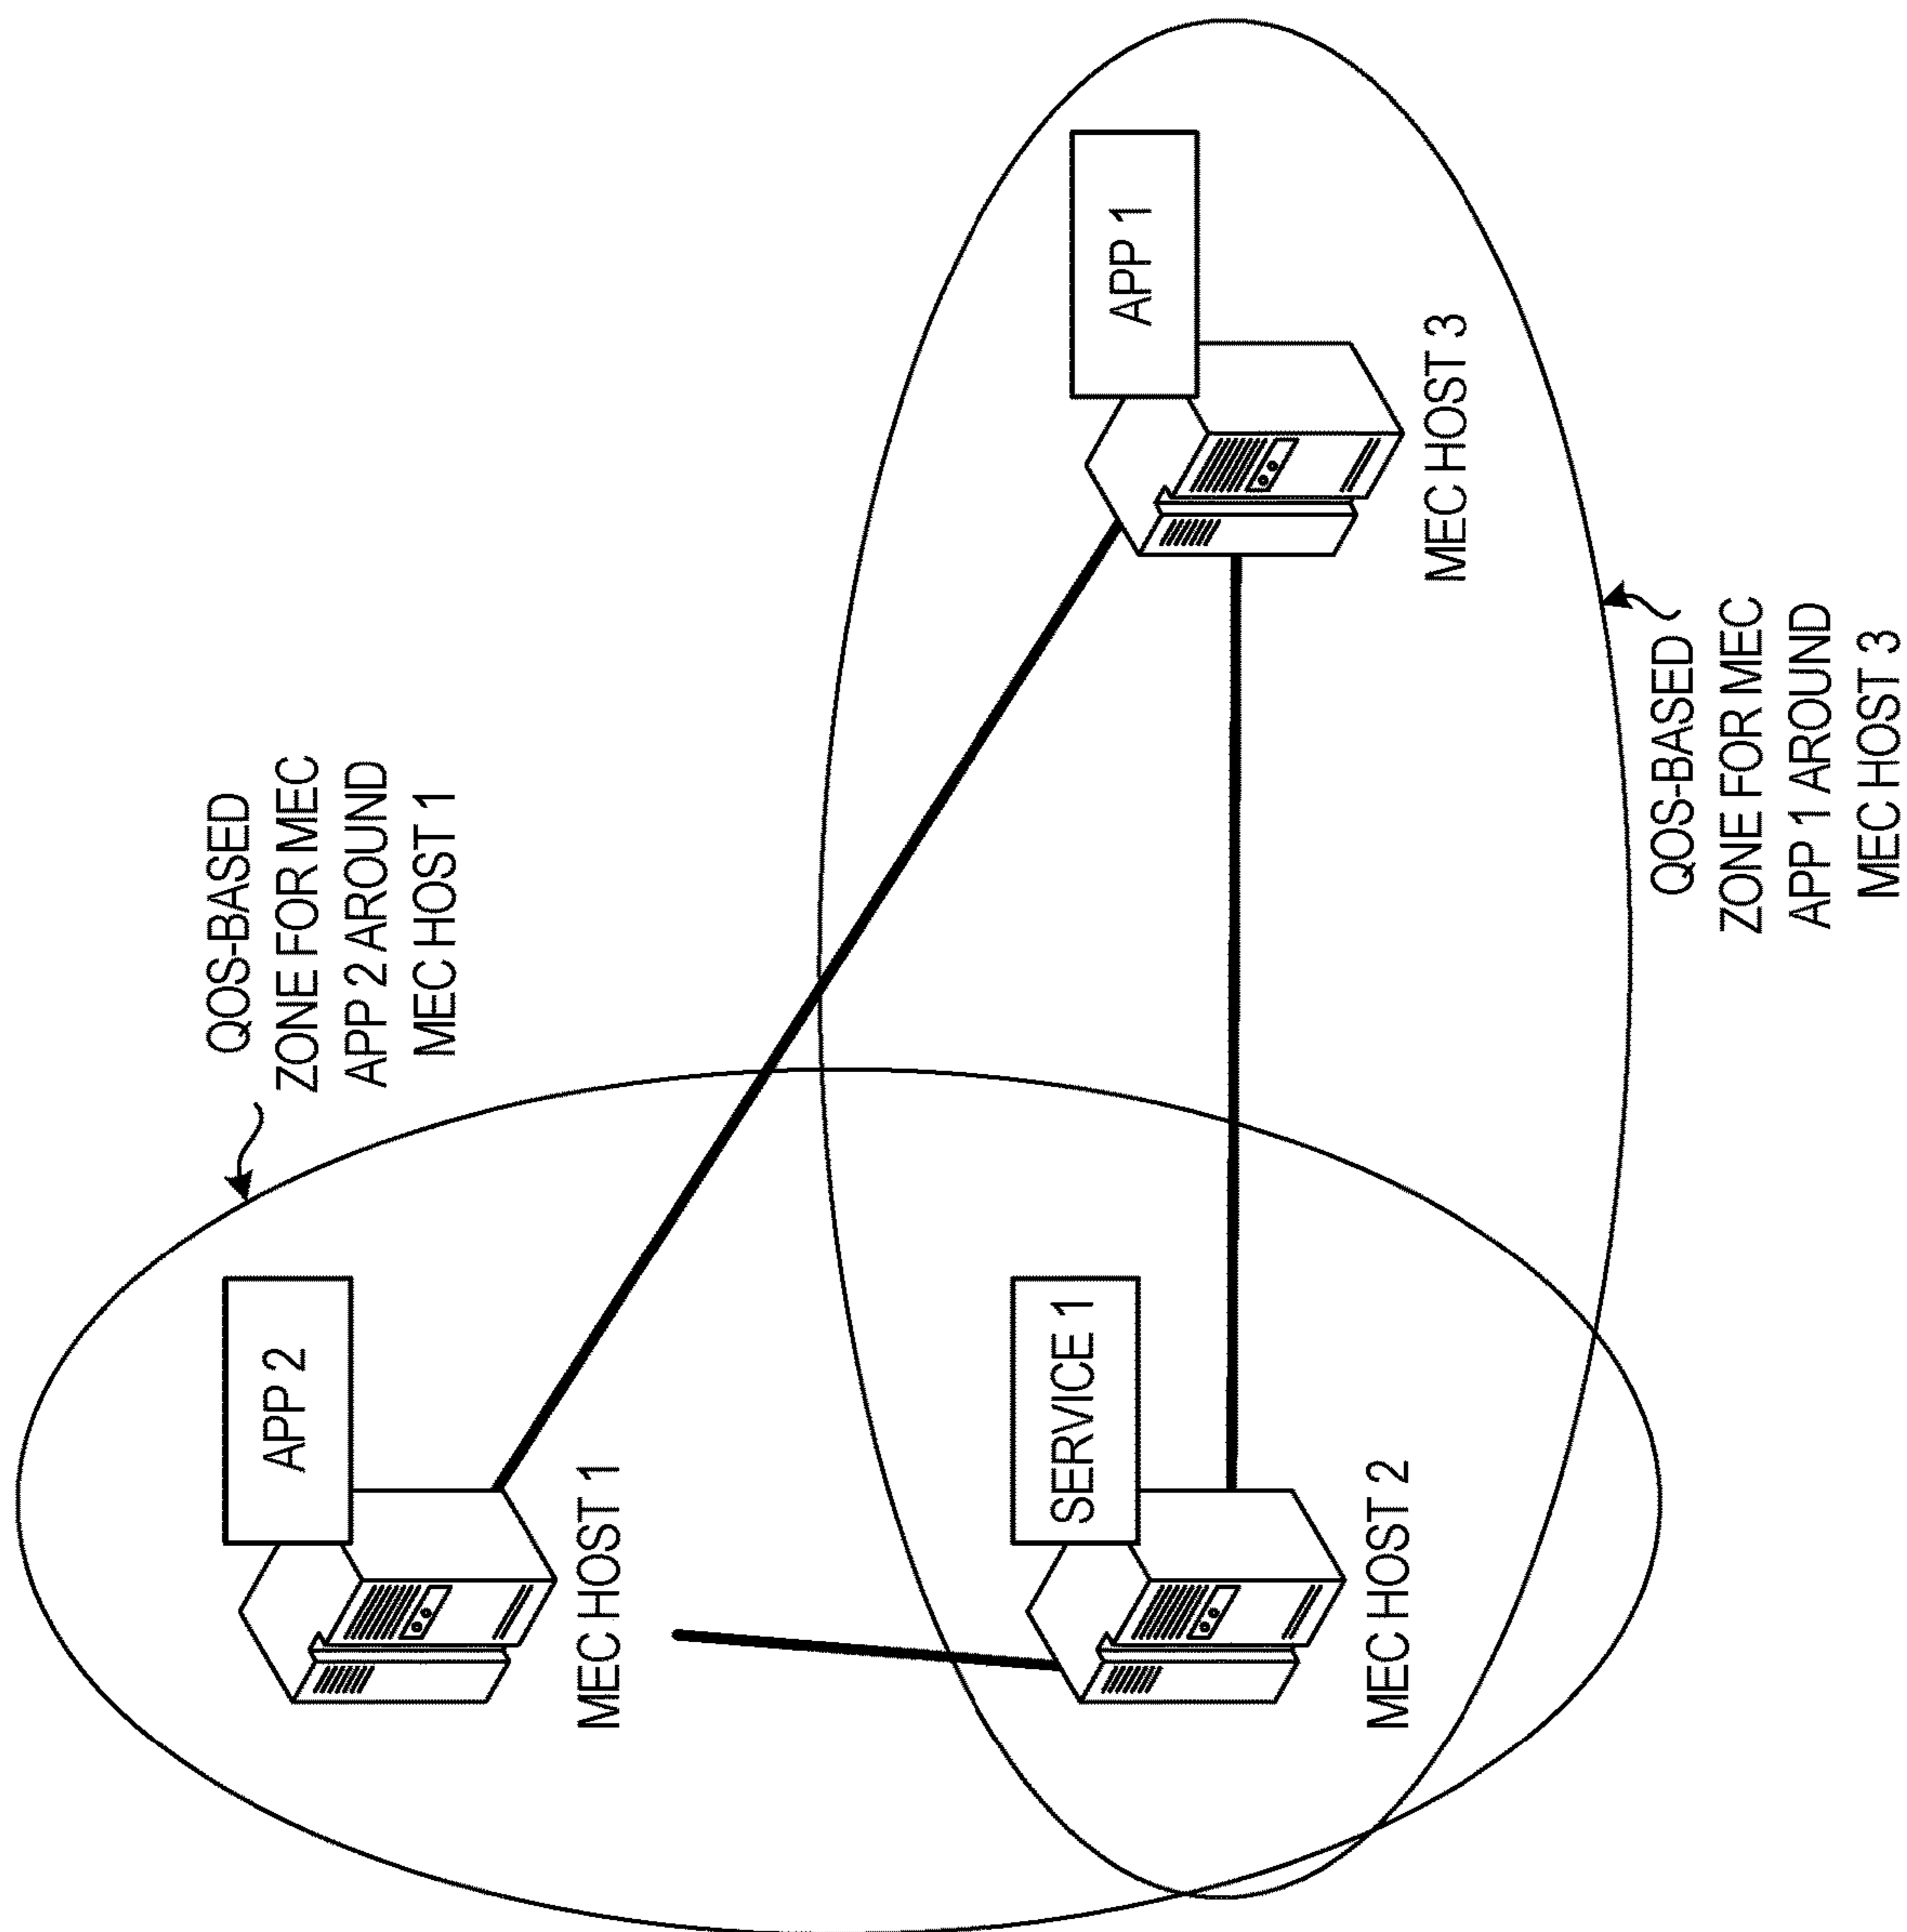 QOS-BASED
ZONE FOR MEC
APP 2 AROUND
MEC HOST 1
APP 2
MEC HOST 1
SERVICE 1
MEC HOST 2
APP 1
MEC HOST 3
QOS-BASED
ZONE FOR MEC
APP 1 AROUND
MEC HOST 3